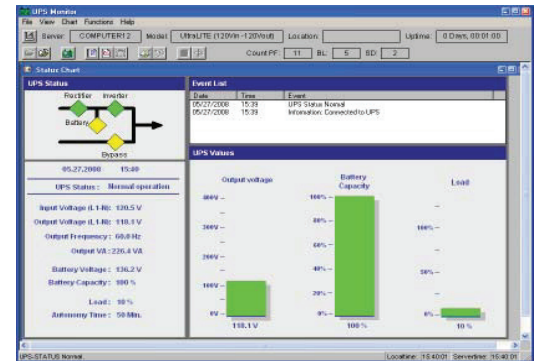 UPS Monitor
File View Chart Functions Help
Server: COMPUTER12 Model: UltraLITE (120Vin -120Vout) Location: Uptime: 0 Days, 00:01:00
Count PF: 11 BL: 5 SD: 2
Status Chart
UPS Status
Rectifier Inverter
Battery
Bypass
05.27.2008 15:40
UPS Status : Normal operation
Input Voltage (L1-N): 120.5 V
Output Voltage (L1-N): 118.1 V
Output Frequency : 60.0 Hz
Output VA : 226.4 VA
Battery Voltage : 136.2 V
Battery Capacity : 100 %
Load : 10 %
Autonomy Time : 50 Min.
Event List
Date Time Event
05/27/2008 15:39 UPS Status Normal
05/27/2008 15:39 Information: Connected to UPS
UPS Values
Output voltage
400V
300V
200V
100V
0V
118.1 V
Battery
Capacity
100%
80%
60%
40%
20%
0%
100 %
Load
100%
50%
0%
10 %
UPS-STATUS Normal Localtime: 15:40:01 Servertime: 15:40:01